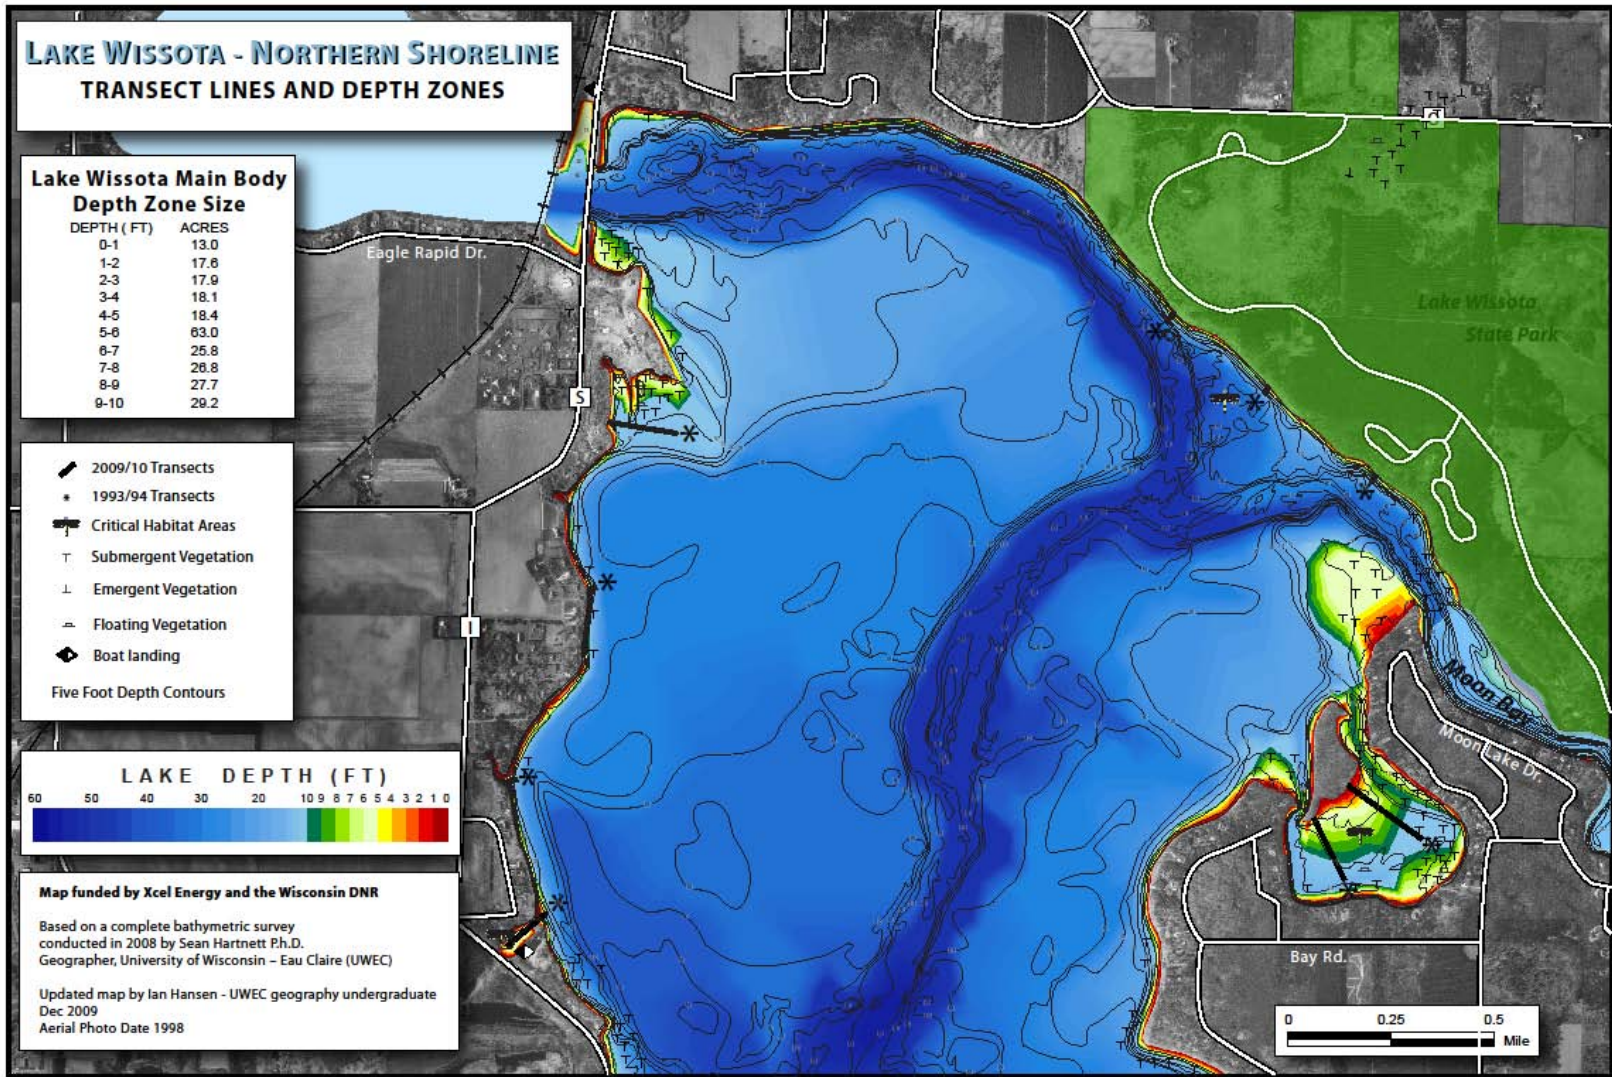 LAKE WISSOTA - NORTHERN SHORELINE
TRANSECT LINES AND DEPTH ZONES
Lake Wissota Main Body
Depth Zone Size
DEPTH ( FT) ACRES
0-1 13.0
1-2 17.6
2-3 17.9
3-4 18.1
4-5 18.4
5-6 63.0
6-7 25.8
7-8 26.8
8-9 27.7
9-10 29.2
2009/10 Transects
1993/94 Transects
Critical Habitat Areas
Submergent Vegetation
Emergent Vegetation
Floating Vegetation
Boat landing
Five Foot Depth Contours
LAKE DEPTH (FT)
60 50 40 30 20 10 9 8 7 6 5 4 3 2 1 0
Map funded by Xcel Energy and the Wisconsin DNR
Based on a complete bathymetric survey
conducted in 2008 by Sean Hartnett P.h.D.
Geographer, University of Wisconsin – Eau Claire (UWEC)
Updated map by Ian Hansen - UWEC geography undergraduate
Dec 2009
Aerial Photo Date 1998
Eagle Rapid Dr.
S
I
Lake Wissota
State Park
Moon Bay
Moon Lake Dr.
Bay Rd.
0 0.25 0.5
Mile